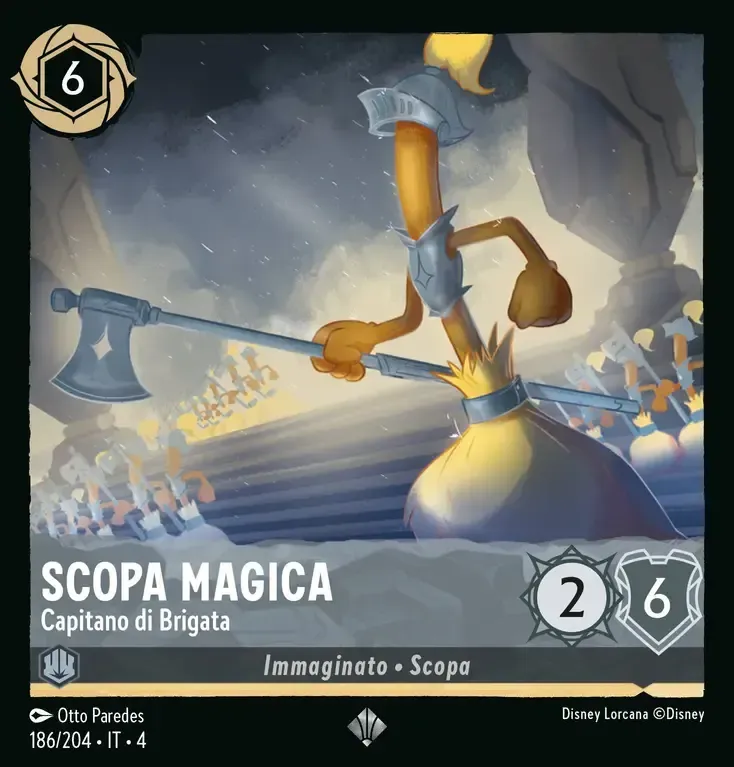 6
SCOPA MAGICA
Capitano di Brigata
2
6
Immaginato • Scopa
Otto Paredes
Disney Lorcana ©Disney
186/204 • IT • 4